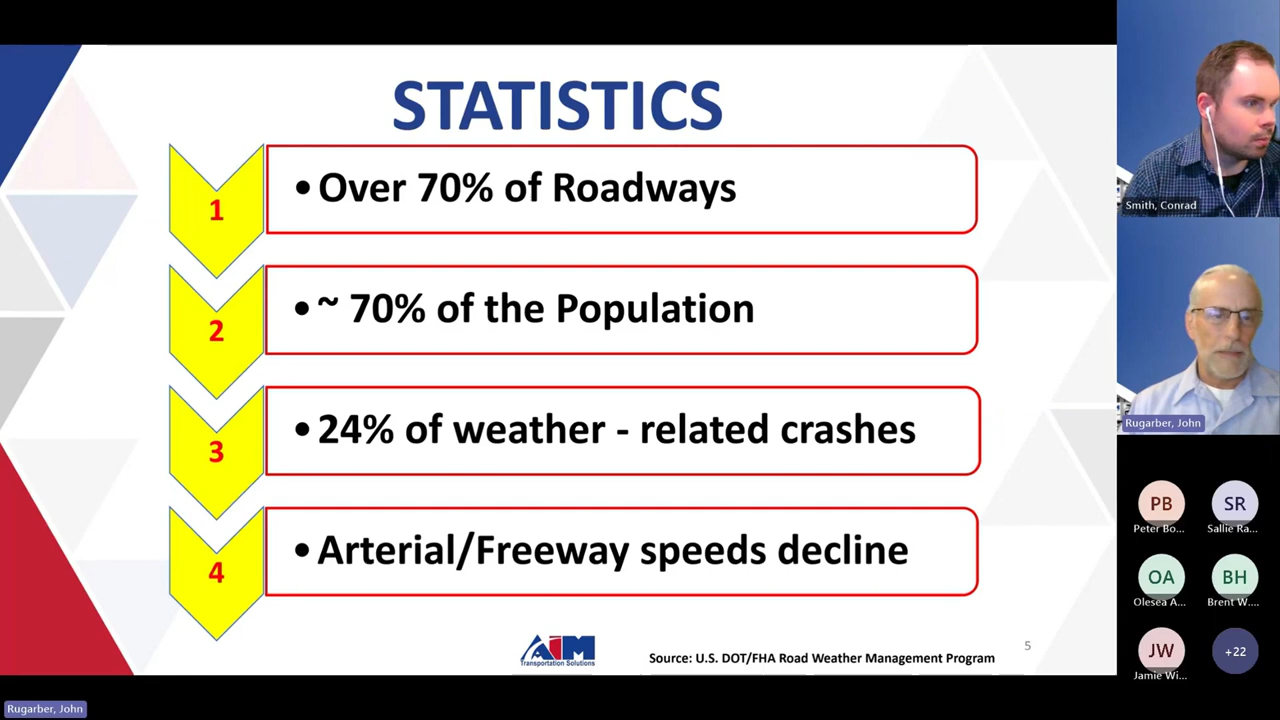 STATISTICS
1
•Over 70% of Roadways
2
•~ 70% of the Population
3
•24% of weather - related crashes
4
•Arterial/Freeway speeds decline
AIM
Transportation Solutions
Source: U.S. DOT/FHA Road Weather Management Program
5
Smith, Conrad
Rugarber, John
PB
Peter Bo...
SR
Sallie Ra...
OA
Olesea A...
BH
Brent W....
JW
Jamie Wi...
+22
Rugarber, John